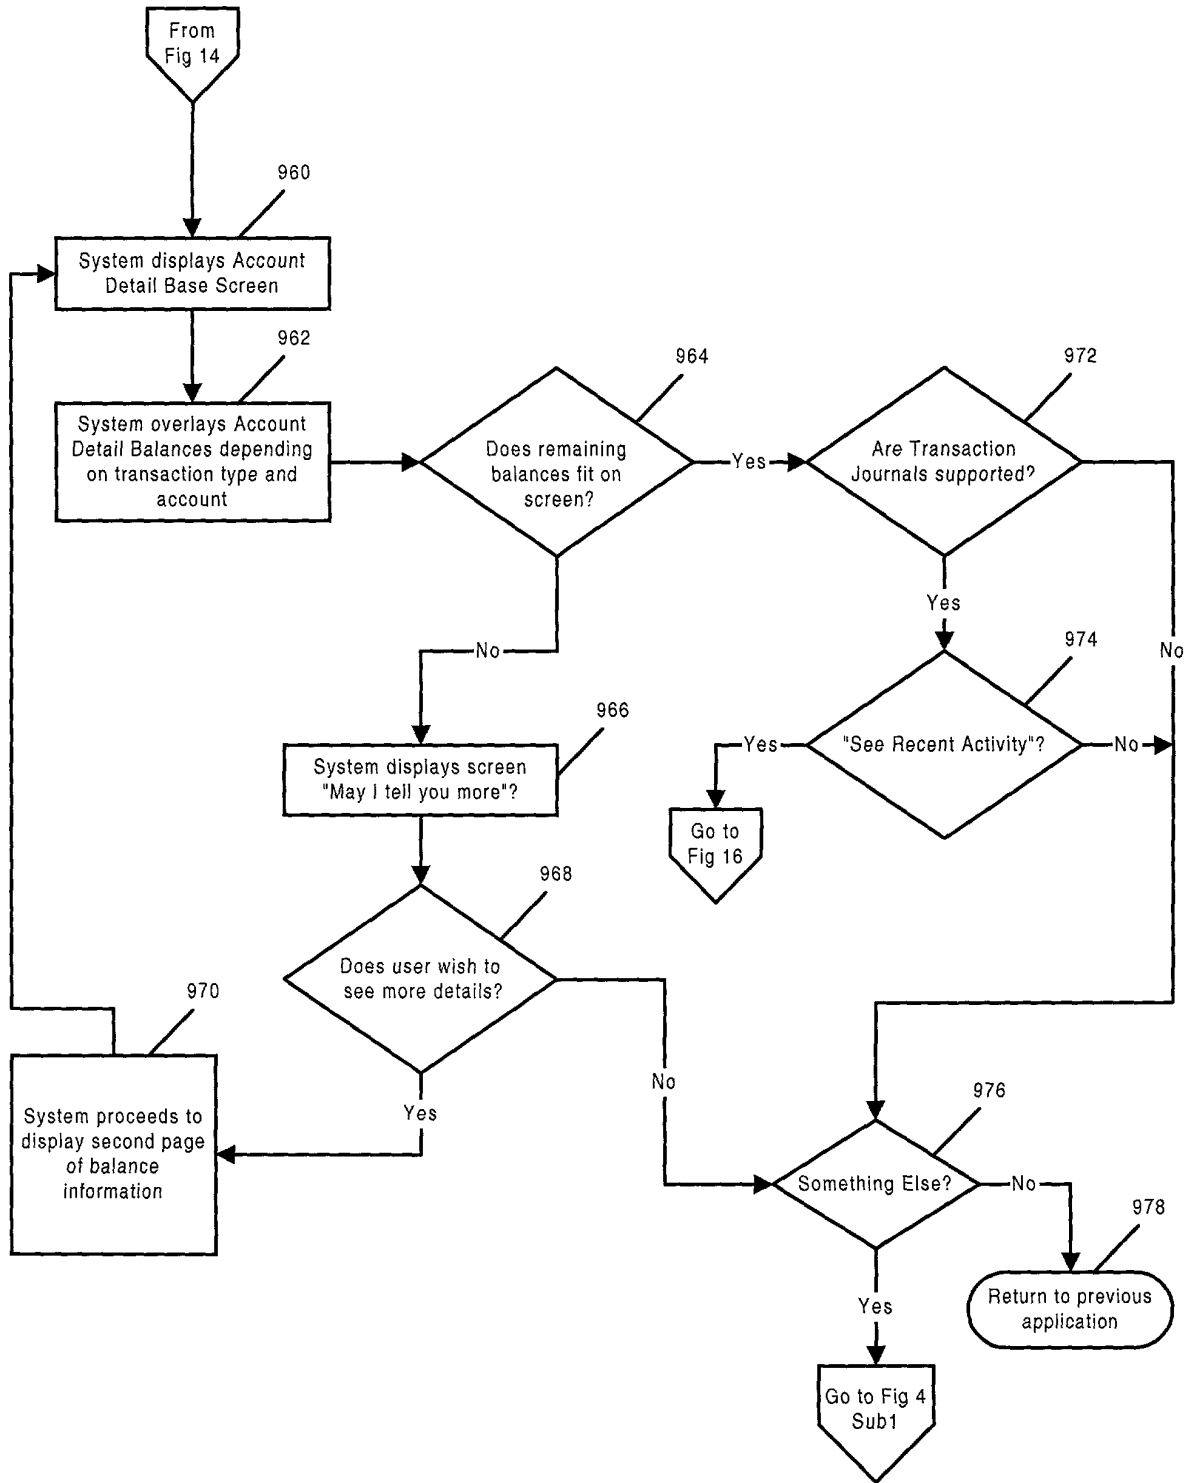 From
Fig 14
960
System displays Account
Detail Base Screen
962
System overlays Account
Detail Balances depending
on transaction type and
account
964
Does remaining
balances fit on
screen?
Yes
972
Are Transaction
Journals supported?
Yes
No
No
974
"See Recent Activity"?
Yes
No
Go to
Fig 16
966
System displays screen
"May I tell you more"?
968
Does user wish to
see more details?
Yes
No
970
System proceeds to
display second page
of balance
information
976
Something Else?
No
978
Return to previous
application
Yes
Go to Fig 4
Sub1